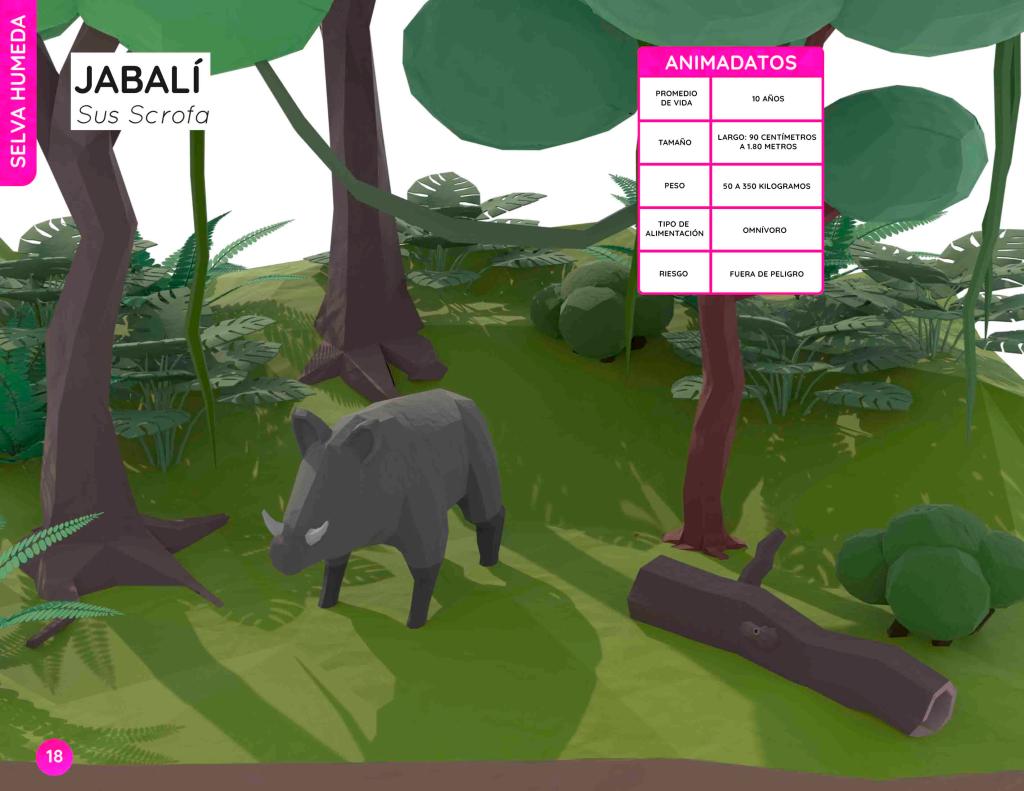 SELVA HUMEDA
JABALÍ
Sus Scrofa
ANIMADATOS
PROMEDIO
DE VIDA
10 AÑOS
TAMAÑO
LARGO: 90 CENTÍMETROS
A 1.80 METROS
PESO
50 A 350 KILOGRAMOS
TIPO DE
ALIMENTACIÓN
OMNÍVORO
RIESGO
FUERA DE PELIGRO
18